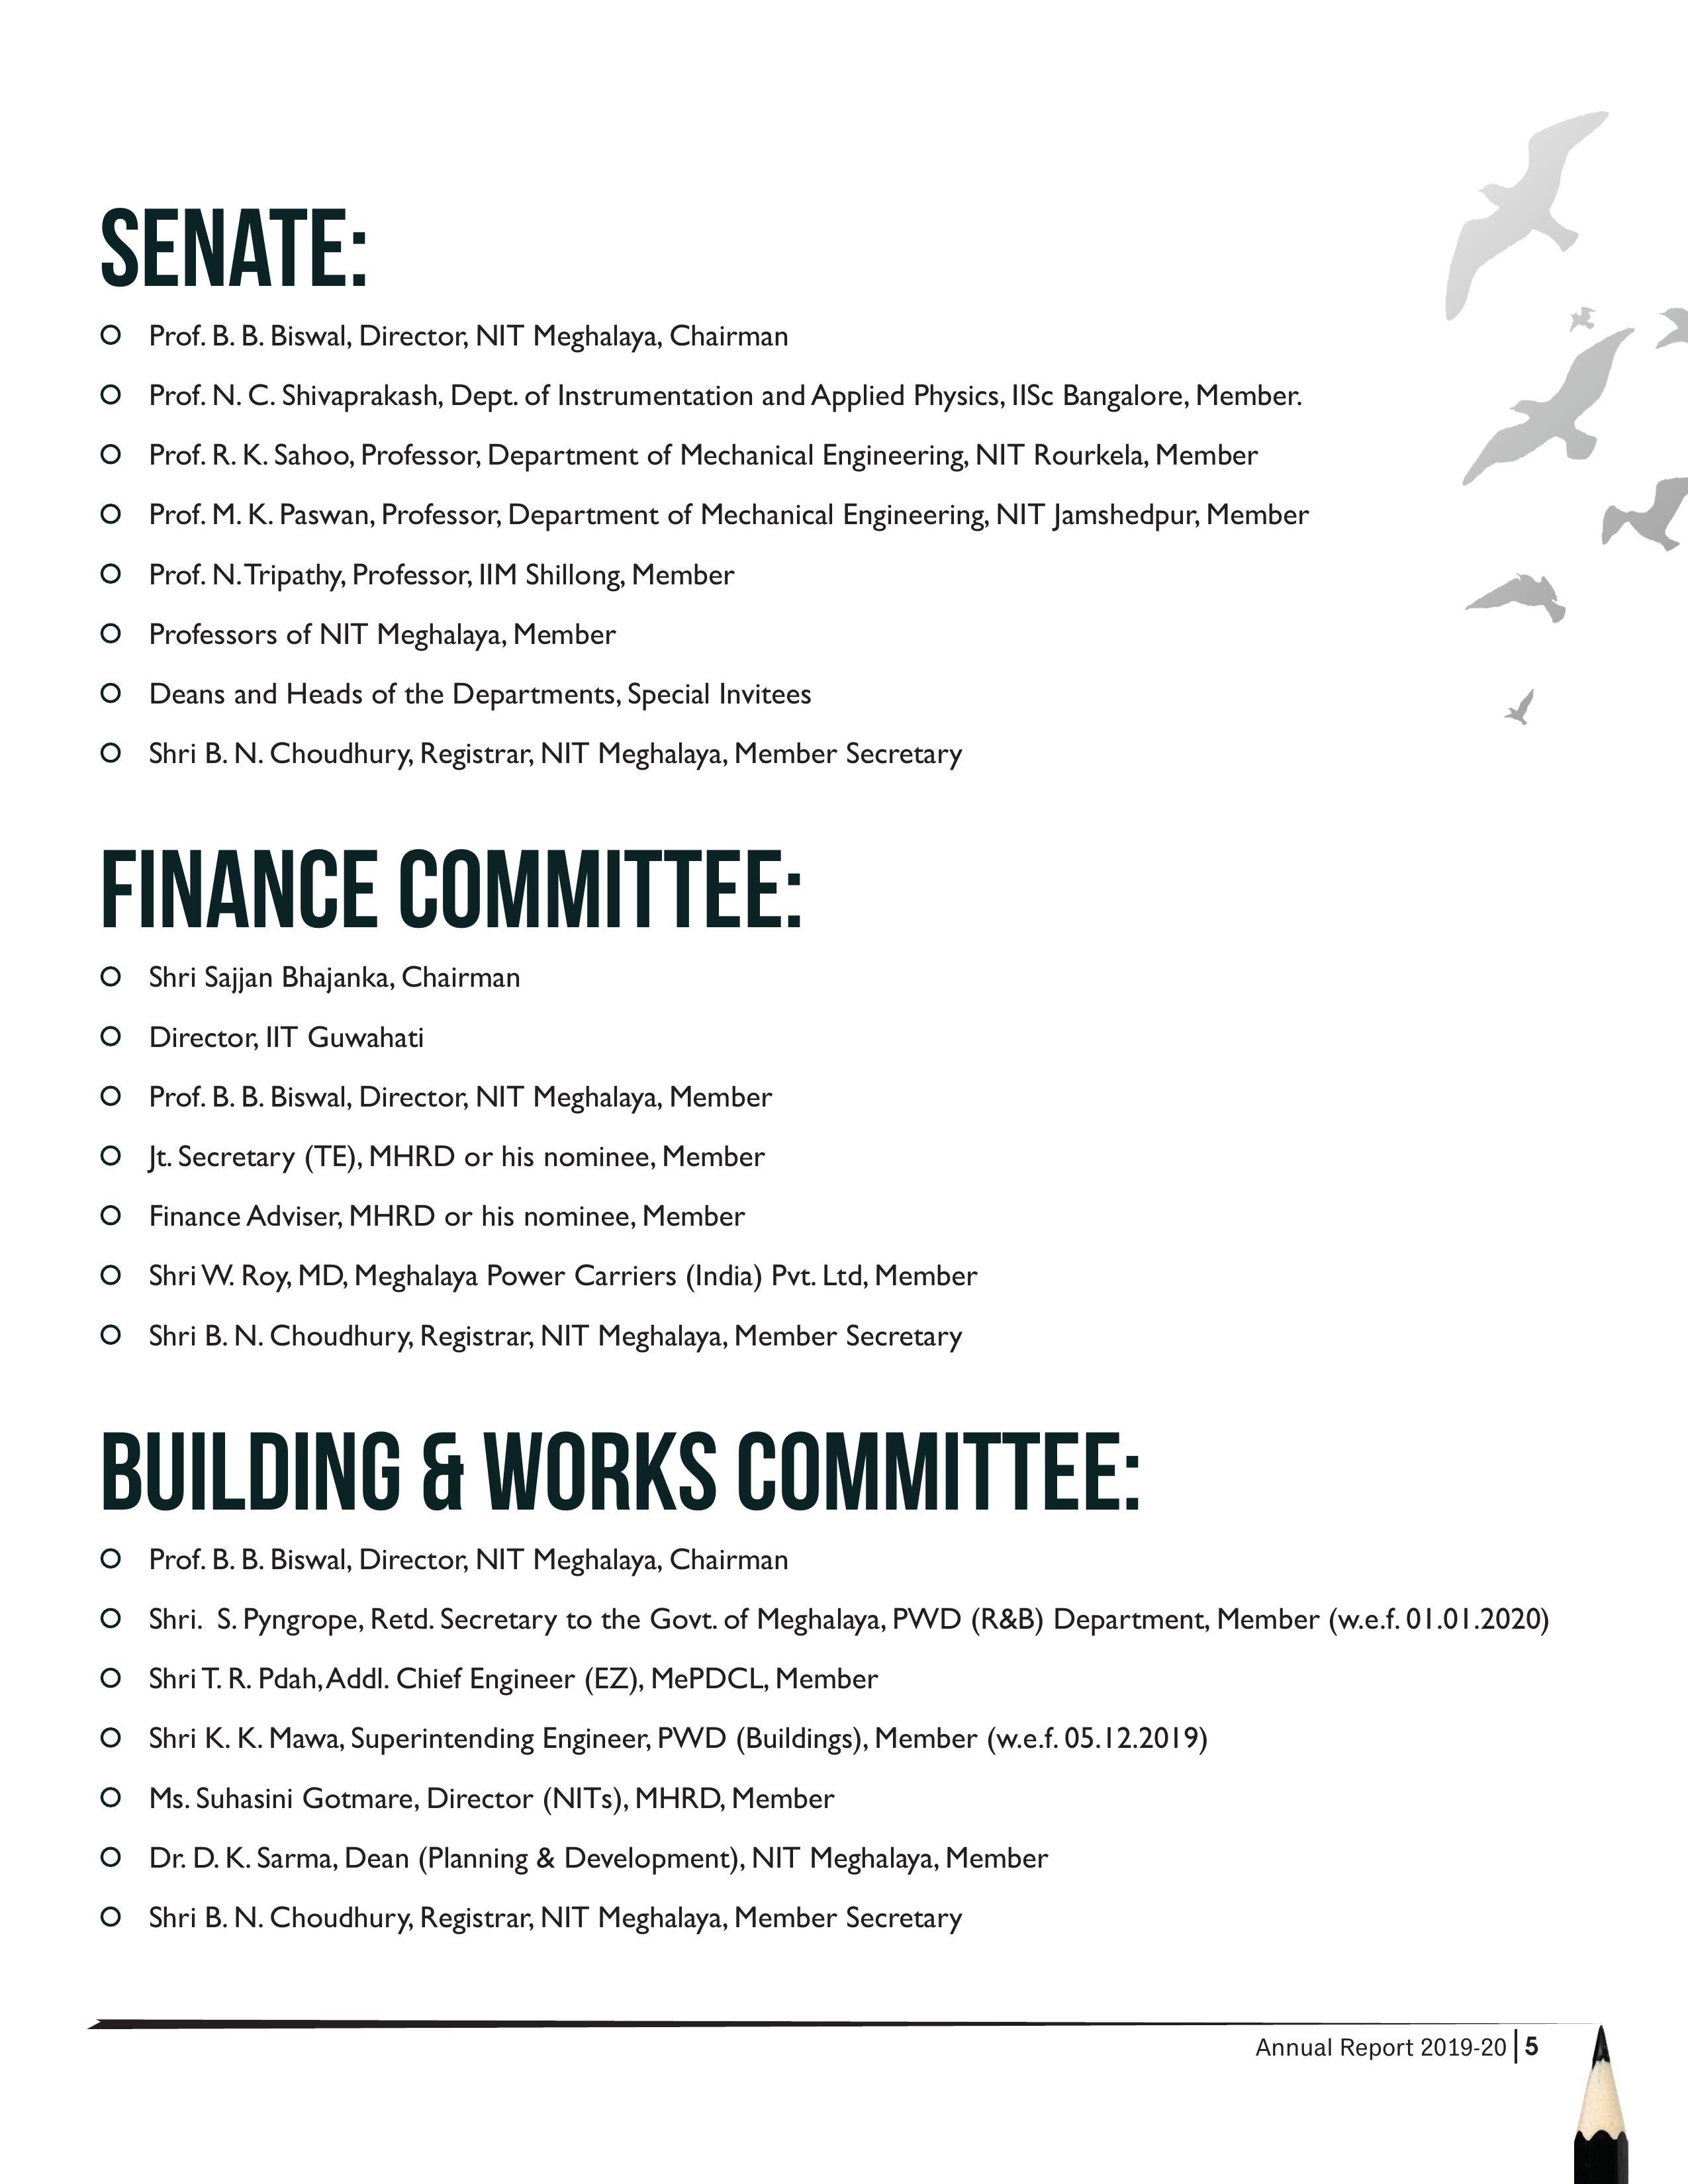 SENATE:
Prof. B. B. Biswal, Director, NIT Meghalaya, Chairman
Prof. N. C. Shivaprakash, Dept. of Instrumentation and Applied Physics, IISc Bangalore, Member.
Prof. R. K. Sahoo, Professor, Department of Mechanical Engineering, NIT Rourkela, Member
Prof. M. K. Paswan, Professor, Department of Mechanical Engineering, NIT Jamshedpur, Member
Prof. N. Tripathy, Professor, IIM Shillong, Member
Professors of NIT Meghalaya, Member
Deans and Heads of the Departments, Special Invitees
Shri B. N. Choudhury, Registrar, NIT Meghalaya, Member Secretary
FINANCE COMMITTEE:
Shri Sajjan Bhajanka, Chairman
Director, IIT Guwahati
Prof. B. B. Biswal, Director, NIT Meghalaya, Member
Jt. Secretary (TE), MHRD or his nominee, Member
Finance Adviser, MHRD or his nominee, Member
Shri W. Roy, MD, Meghalaya Power Carriers (India) Pvt. Ltd, Member
Shri B. N. Choudhury, Registrar, NIT Meghalaya, Member Secretary
BUILDING & WORKS COMMITTEE:
Prof. B. B. Biswal, Director, NIT Meghalaya, Chairman
Shri. S. Pyngrope, Retd. Secretary to the Govt. of Meghalaya, PWD (R&B) Department, Member (w.e.f. 01.01.2020)
Shri T. R. Pdah, Addl. Chief Engineer (EZ), MePDCL, Member
Shri K. K. Mawa, Superintending Engineer, PWD (Buildings), Member (w.e.f. 05.12.2019)
Ms. Suhasini Gotmare, Director (NITs), MHRD, Member
Dr. D. K. Sarma, Dean (Planning & Development), NIT Meghalaya, Member
Shri B. N. Choudhury, Registrar, NIT Meghalaya, Member Secretary
Annual Report 2019-20 | 5